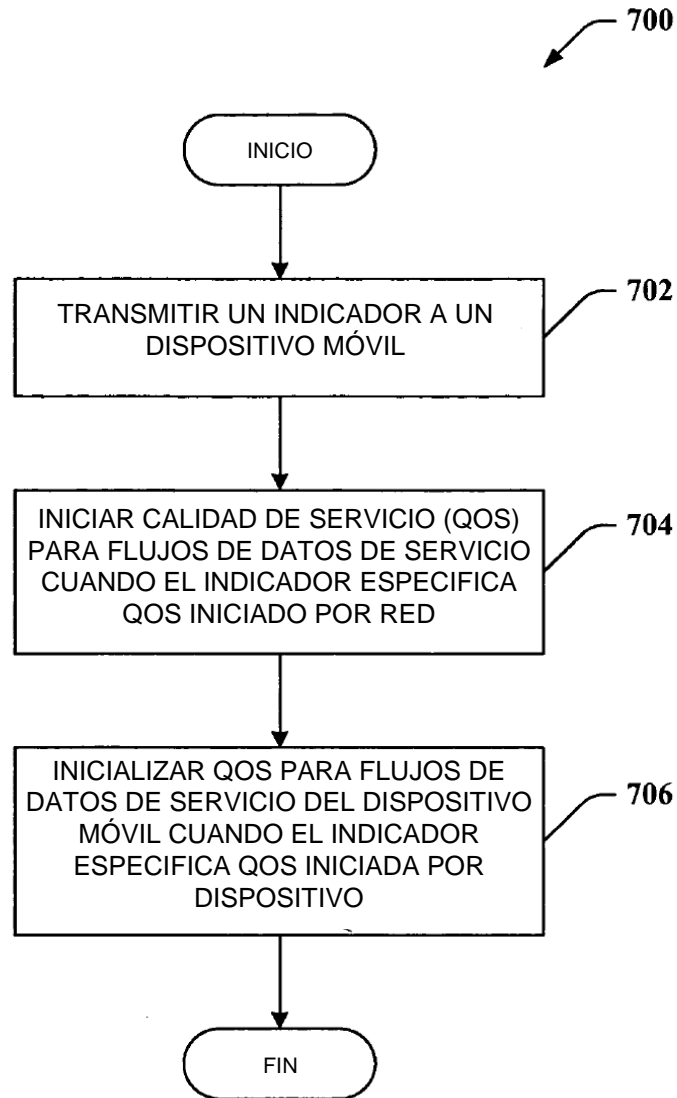 700
INICIO
TRANSMITIR UN INDICADOR A UN
DISPOSITIVO MÓVIL
702
INICIAR CALIDAD DE SERVICIO (QOS)
PARA FLUJOS DE DATOS DE SERVICIO
CUANDO EL INDICADOR ESPECIFICA
QOS INICIADO POR RED
704
INICIALIZAR QOS PARA FLUJOS DE
DATOS DE SERVICIO DEL DISPOSITIVO
MÓVIL CUANDO EL INDICADOR
ESPECIFICA QOS INICIADA POR
DISPOSITIVO
706
FIN